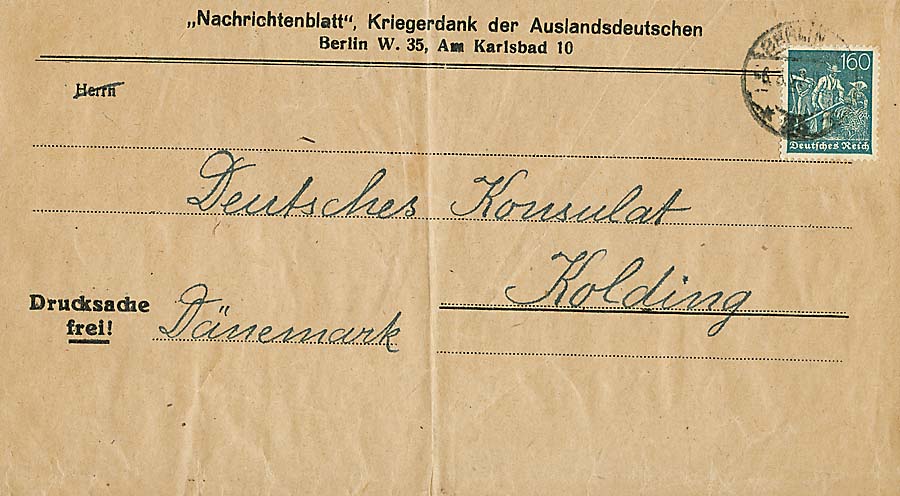 „Nachrichtenblatt“, Kriegerdank der Auslandsdeutschen
Berlin W. 35, Am Karlsbad 10
Herrn
160
Deutsches Reich
BERLIN
Deutsches Konsulat
Kolding
Drucksache
frei!
Dänemark